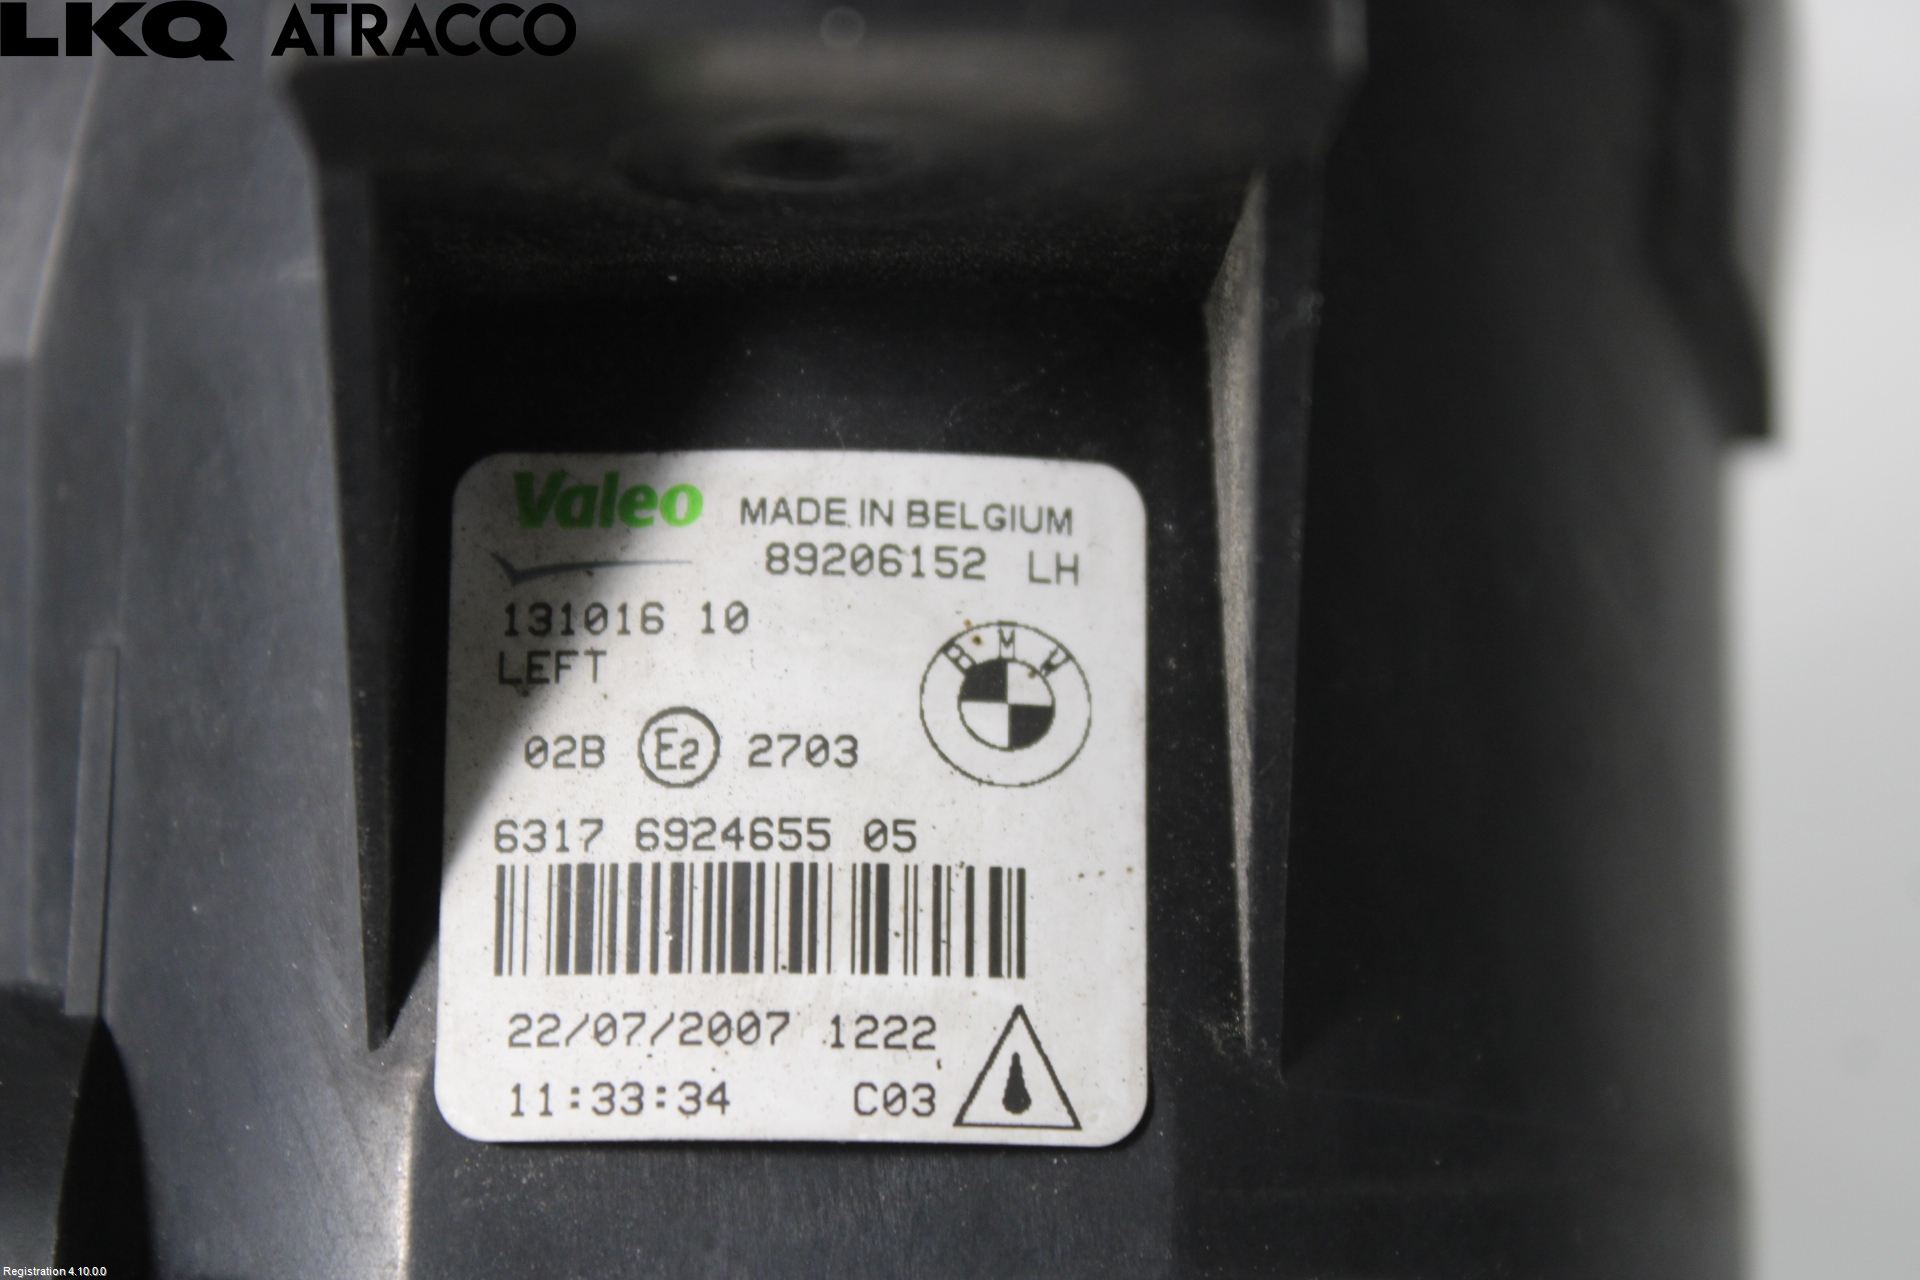 LKQ ATRACCO
Valeo MADE IN BELGIUM
89206152 LH
131016 10
LEFT
BMW
02B E2 2703
6317 6924655 05
22/07/2007 1222
11:33:34 C03
Registration 4.10.0.0